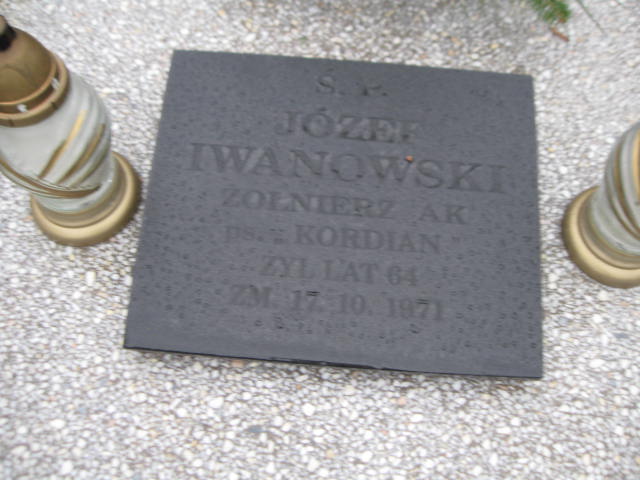 Ś. P.
JÓZEF
IWANOWSKI
ŻOŁNIERZ AK
ps. „ KORDIAN "
ŻYŁ LAT 64
ZM. 17. 10. 1971